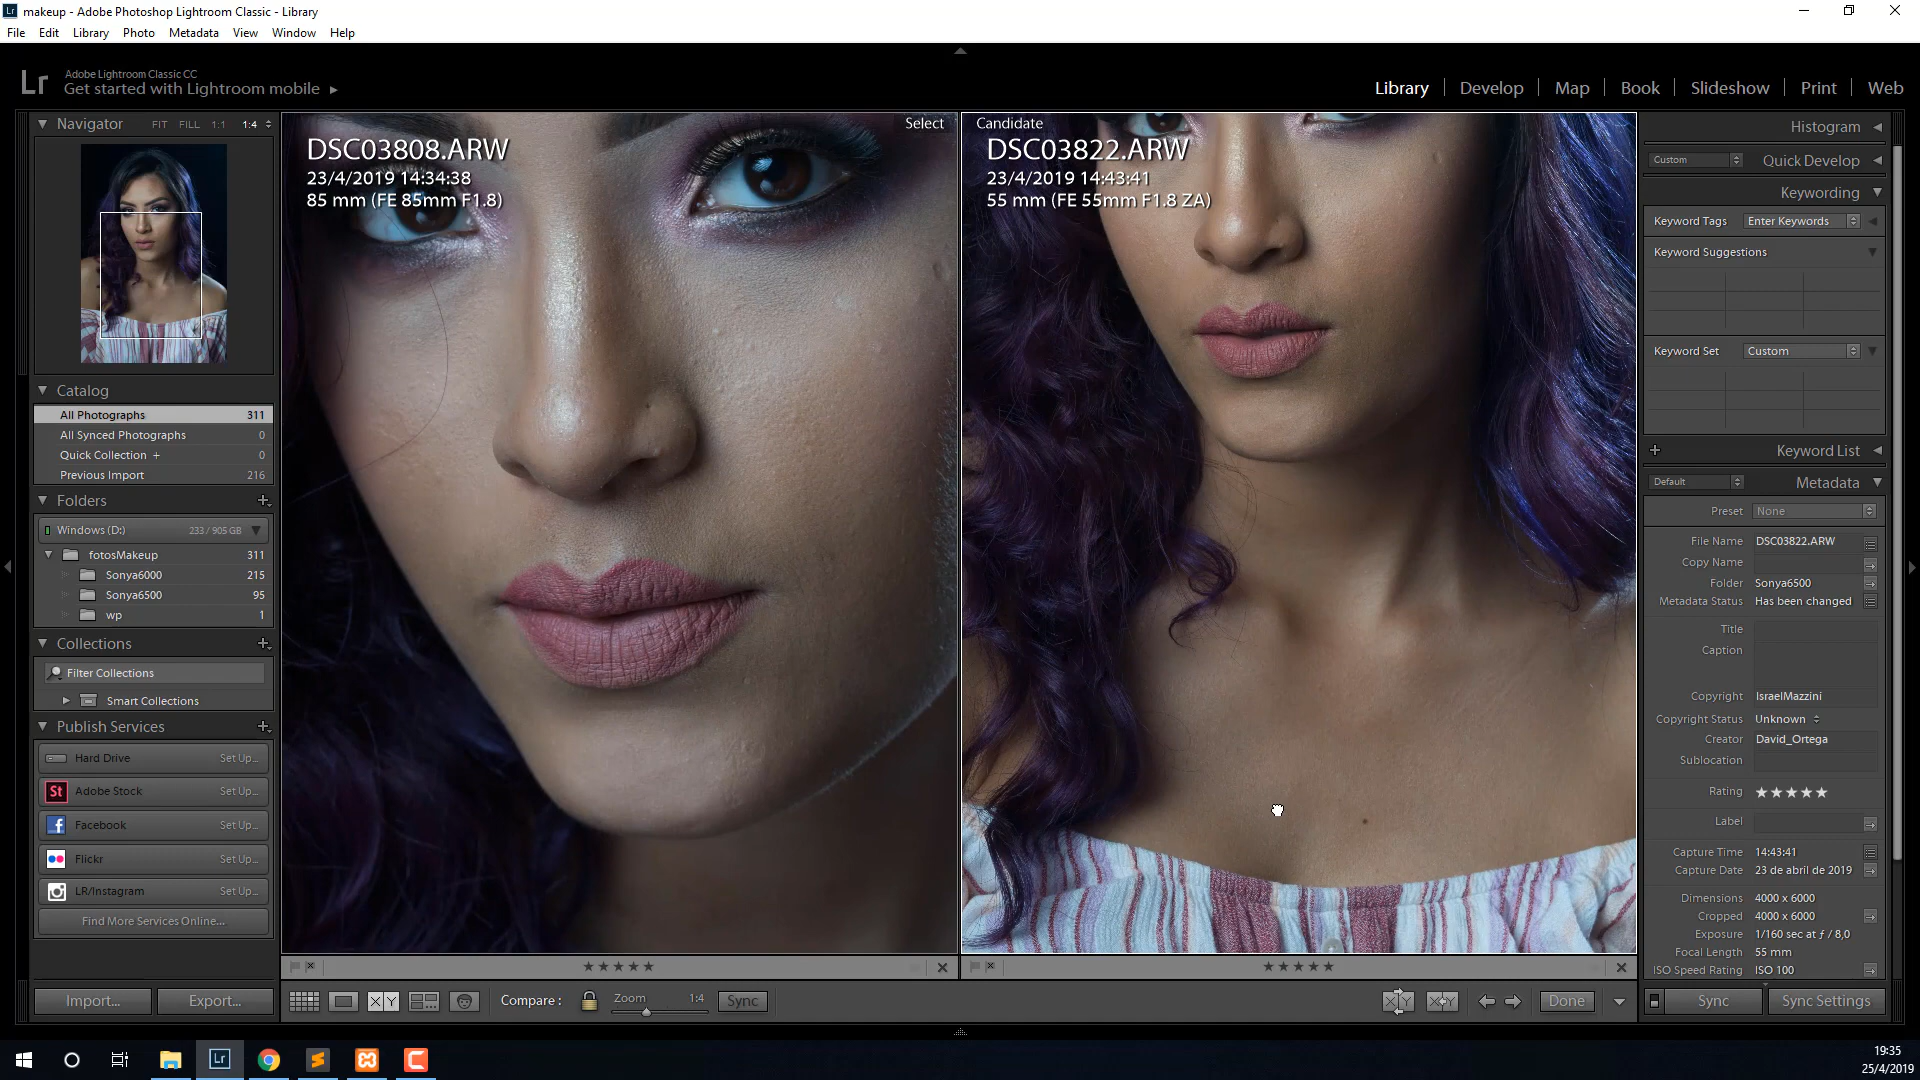 makeup - Adobe Photoshop Lightroom Classic - Library
File Edit Library Photo Metadata View Window Help
Lr
Adobe Lightroom Classic CC
Get started with Lightroom mobile
Library Develop Map Book Slideshow Print Web
Navigator FIT FILL 1:1 1:4
Catalog
All Photographs 311
All Synced Photographs 0
Quick Collection + 0
Previous Import 216
Folders
Windows (D:) 233 / 905 GB
fotosMakeup 311
Sonya6000 215
Sonya6500 95
wp 1
Collections
Filter Collections
Smart Collections
Publish Services
Hard Drive Set Up...
St Adobe Stock Set Up...
Facebook Set Up...
Flickr Set Up...
LR/Instagram Set Up...
Find More Services Online...
Import... Export...
Select
DSC03808.ARW
23/4/2019 14:34:38
85 mm (FE 85mm F1.8)
Candidate
DSC03822.ARW
23/4/2019 14:43:41
55 mm (FE 55mm F1.8 ZA)
Compare : Zoom 1:4 Sync
Done
Histogram
Custom Quick Develop
Keywording
Keyword Tags Enter Keywords
Keyword Suggestions
Keyword Set Custom
Keyword List
Default Metadata
Preset None
File Name DSC03822.ARW
Copy Name
Folder Sonya6500
Metadata Status Has been changed
Title
Caption
Copyright IsraelMazzini
Copyright Status Unknown
Creator David_Ortega
Sublocation
Rating
Label
Capture Time 14:43:41
Capture Date 23 de abril de 2019
Dimensions 4000 x 6000
Cropped 4000 x 6000
Exposure 1/160 sec at ƒ / 8,0
Focal Length 55 mm
ISO Speed Rating ISO 100
Sync Sync Settings
Lr
19:35
25/4/2019